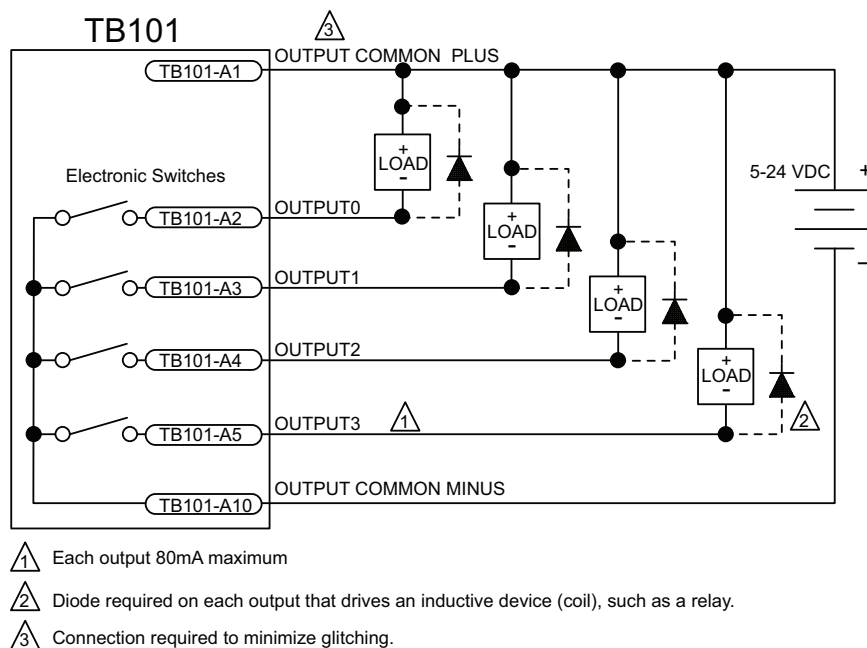 TB101
3
TB101-A1
OUTPUT COMMON PLUS
+
LOAD
-
Electronic Switches
5-24 VDC
+
-
TB101-A2
OUTPUT0
+
LOAD
-
TB101-A3
OUTPUT1
+
LOAD
-
TB101-A4
OUTPUT2
+
LOAD
-
TB101-A5
OUTPUT3
1
2
TB101-A10
OUTPUT COMMON MINUS
1 Each output 80mA maximum
2 Diode required on each output that drives an inductive device (coil), such as a relay.
3 Connection required to minimize glitching.